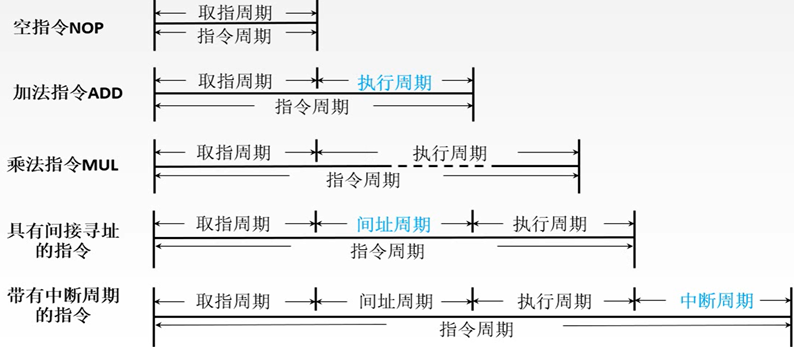 空指令NOP
取指周期
指令周期
加法指令ADD
取指周期 执行周期
指令周期
乘法指令MUL
取指周期 执行周期
指令周期
具有间接寻址
的指令
取指周期 间址周期 执行周期
指令周期
带有中断周期
的指令
取指周期 间址周期 执行周期 中断周期
指令周期